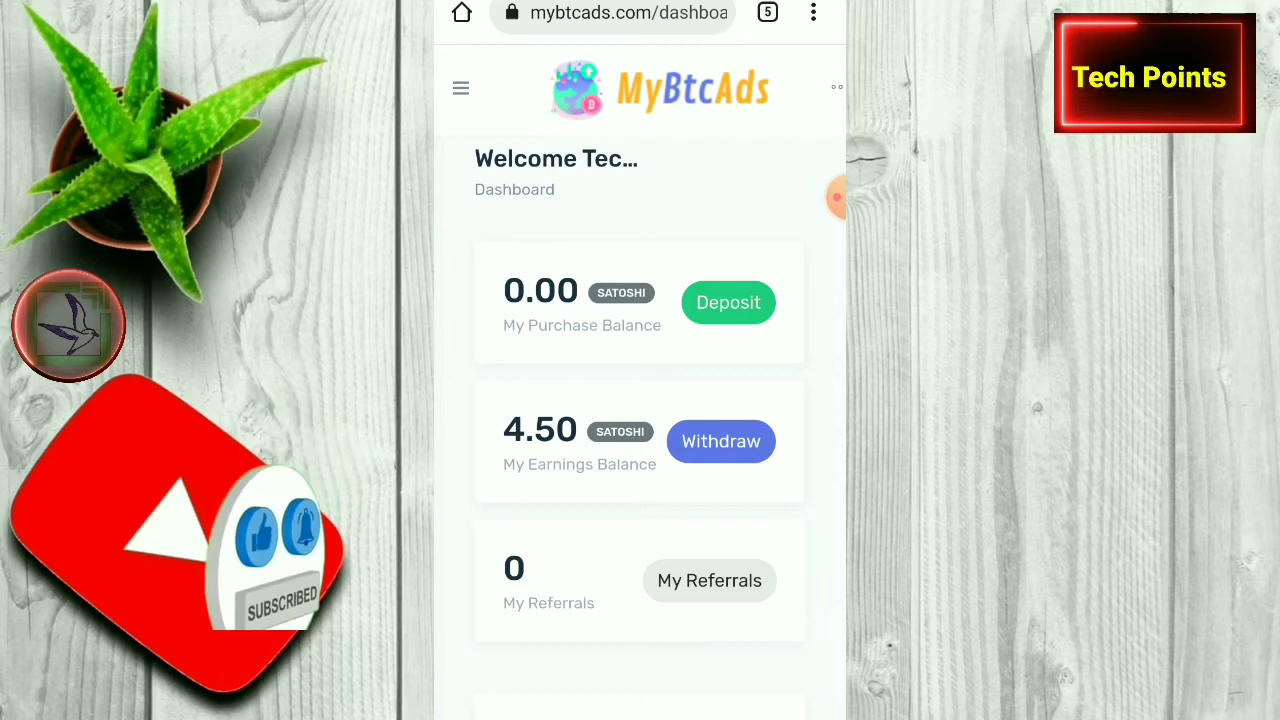 mybtcads.com/dashboa
5
MyBtcAds
Tech Points
Welcome Tec...
Dashboard
0.00 SATOSHI
Deposit
My Purchase Balance
4.50 SATOSHI
Withdraw
My Earnings Balance
0
My Referrals
My Referrals
SUBSCRIBED